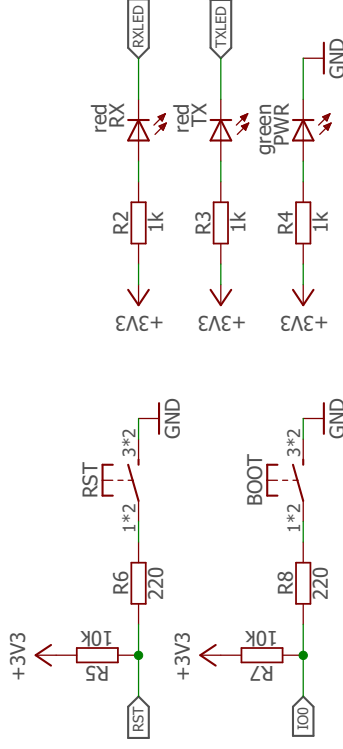 red
RX
R2
1k
+3V3
RXLED
red
TX
R3
1k
+3V3
TXLED
green
PWR
R4
1k
+3V3
GND
RST
1*2
3*2
GND
R6
220
+3V3
R5
10k
RST
BOOT
1*2
3*2
GND
R8
220
+3V3
R7
10k
IO0